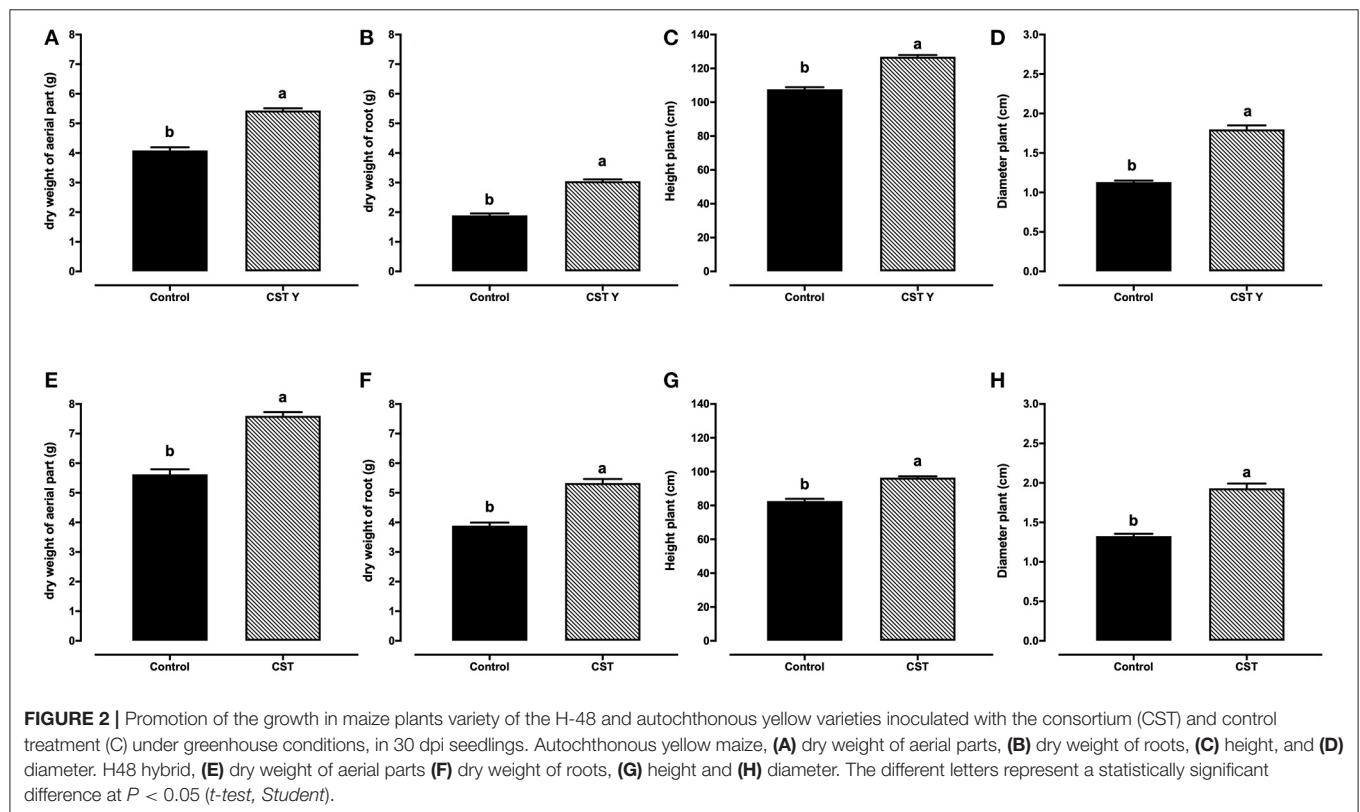 A
dry weight of aerial part (g)
8
7
6
5
4
3
2
1
0
b
a
Control
CST Y
B
dry weight of root (g)
8
7
6
5
4
3
2
1
0
b
a
Control
CST Y
C
Height plant (cm)
140
120
100
80
60
40
20
0
b
a
Control
CST Y
D
Diameter plant (cm)
3.0
2.5
2.0
1.5
1.0
0.5
0.0
b
a
Control
CST Y
E
dry weight of aerial part (g)
8
7
6
5
4
3
2
1
0
b
a
Control
CST
F
dry weight of root (g)
8
7
6
5
4
3
2
1
0
b
a
Control
CST
G
Height plant (cm)
140
120
100
80
60
40
20
0
b
a
Control
CST
H
Diameter plant (cm)
3.0
2.5
2.0
1.5
1.0
0.5
0.0
b
a
Control
CST
FIGURE 2 | Promotion of the growth in maize plants variety of the H-48 and autochthonous yellow varieties inoculated with the consortium (CST) and control
treatment (C) under greenhouse conditions, in 30 dpi seedlings. Autochthonous yellow maize, (A) dry weight of aerial parts, (B) dry weight of roots, (C) height, and (D)
diameter. H48 hybrid, (E) dry weight of aerial parts (F) dry weight of roots, (G) height and (H) diameter. The different letters represent a statistically significant
difference at P < 0.05 (t-test, Student).